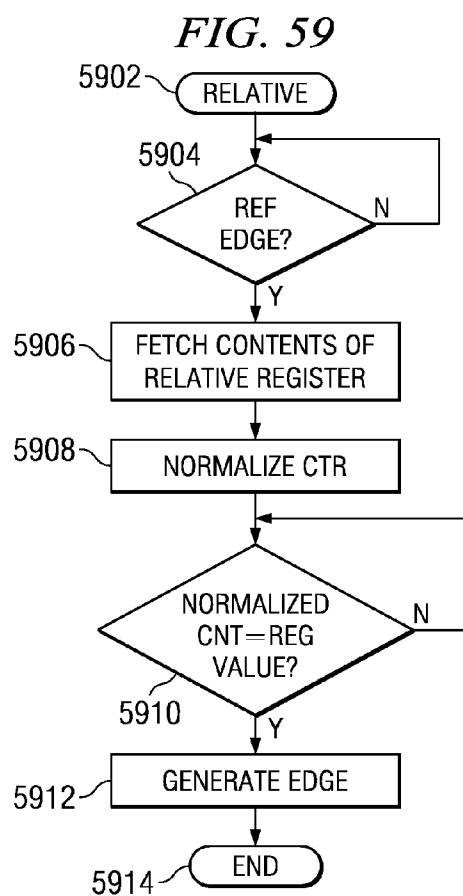 FIG. 59
5902
RELATIVE
5904
REF
EDGE?
N
Y
5906
FETCH CONTENTS OF
RELATIVE REGISTER
5908
NORMALIZE CTR
NORMALIZED
CNT=REG
VALUE?
N
5910
Y
5912
GENERATE EDGE
5914
END